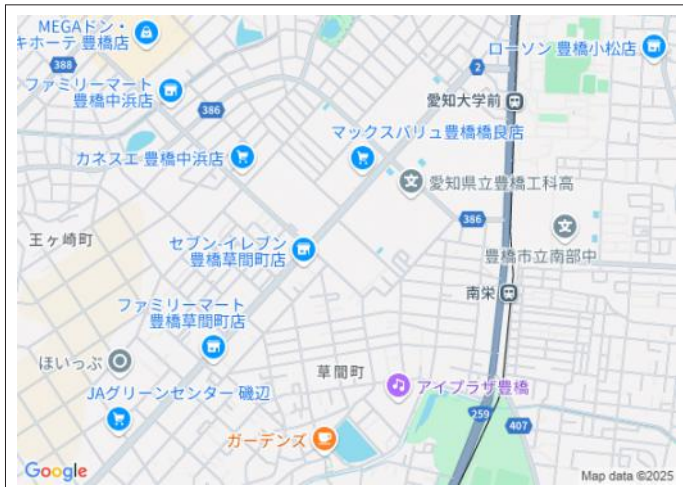 MEGAドン・
キホーテ 豊橋店
388
ファミリーマート
豊橋中浜店
386
カネスエ 豊橋中浜店
マックスバリュ豊橋橋良店
2
愛知大学前
ローソン 豊橋小松店
愛知県立豊橋工科高
文
386
文
豊橋市立南部中
王ヶ崎町
セブン-イレブン
豊橋草間町店
南栄
ファミリーマート
豊橋草間町店
ほいっぷ
草間町
JAグリーンセンター 磯辺
アイプラザ豊橋
259
407
ガーデンズ
Google
Map data ©2025